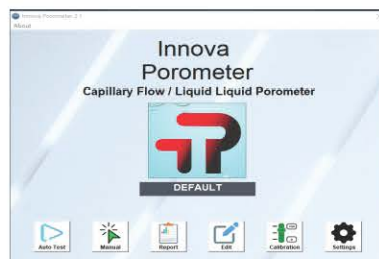 Innova Porometer 2.1
About
Innova
Porometer
Capillary Flow / Liquid Liquid Porometer
DEFAULT
Auto Test
Manual
Report
Edit
Calibration
Settings